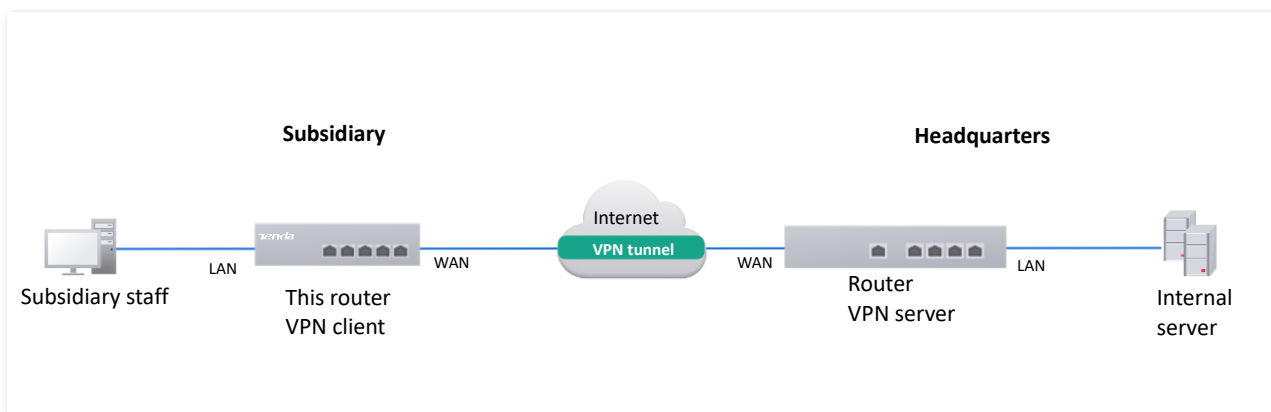 Subsidiary
Headquarters
Internet
VPN tunnel
Tenda
LAN
WAN
WAN
LAN
Subsidiary staff
This router
VPN client
Router
VPN server
Internal
server